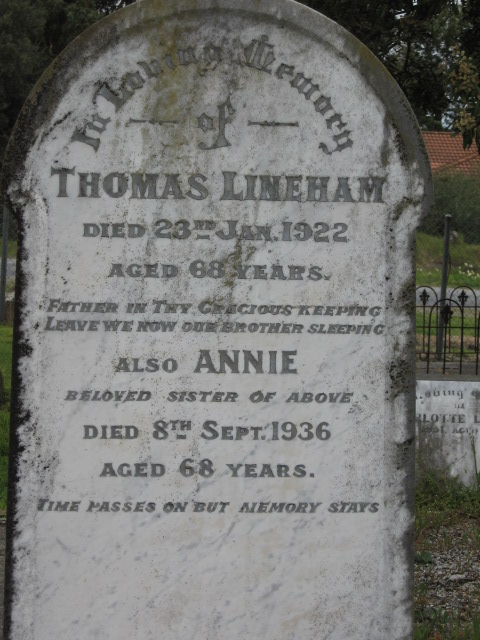 In Loving Memory
— of —
THOMAS LINEHAM
DIED 23RD JAN. 1922
AGED 68 YEARS.
FATHER IN THY GRACIOUS KEEPING
LEAVE WE NOW OUR BROTHER SLEEPING
ALSO ANNIE
BELOVED SISTER OF ABOVE
DIED 8TH SEPT. 1936
AGED 68 YEARS.
TIME PASSES ON BUT MEMORY STAYS